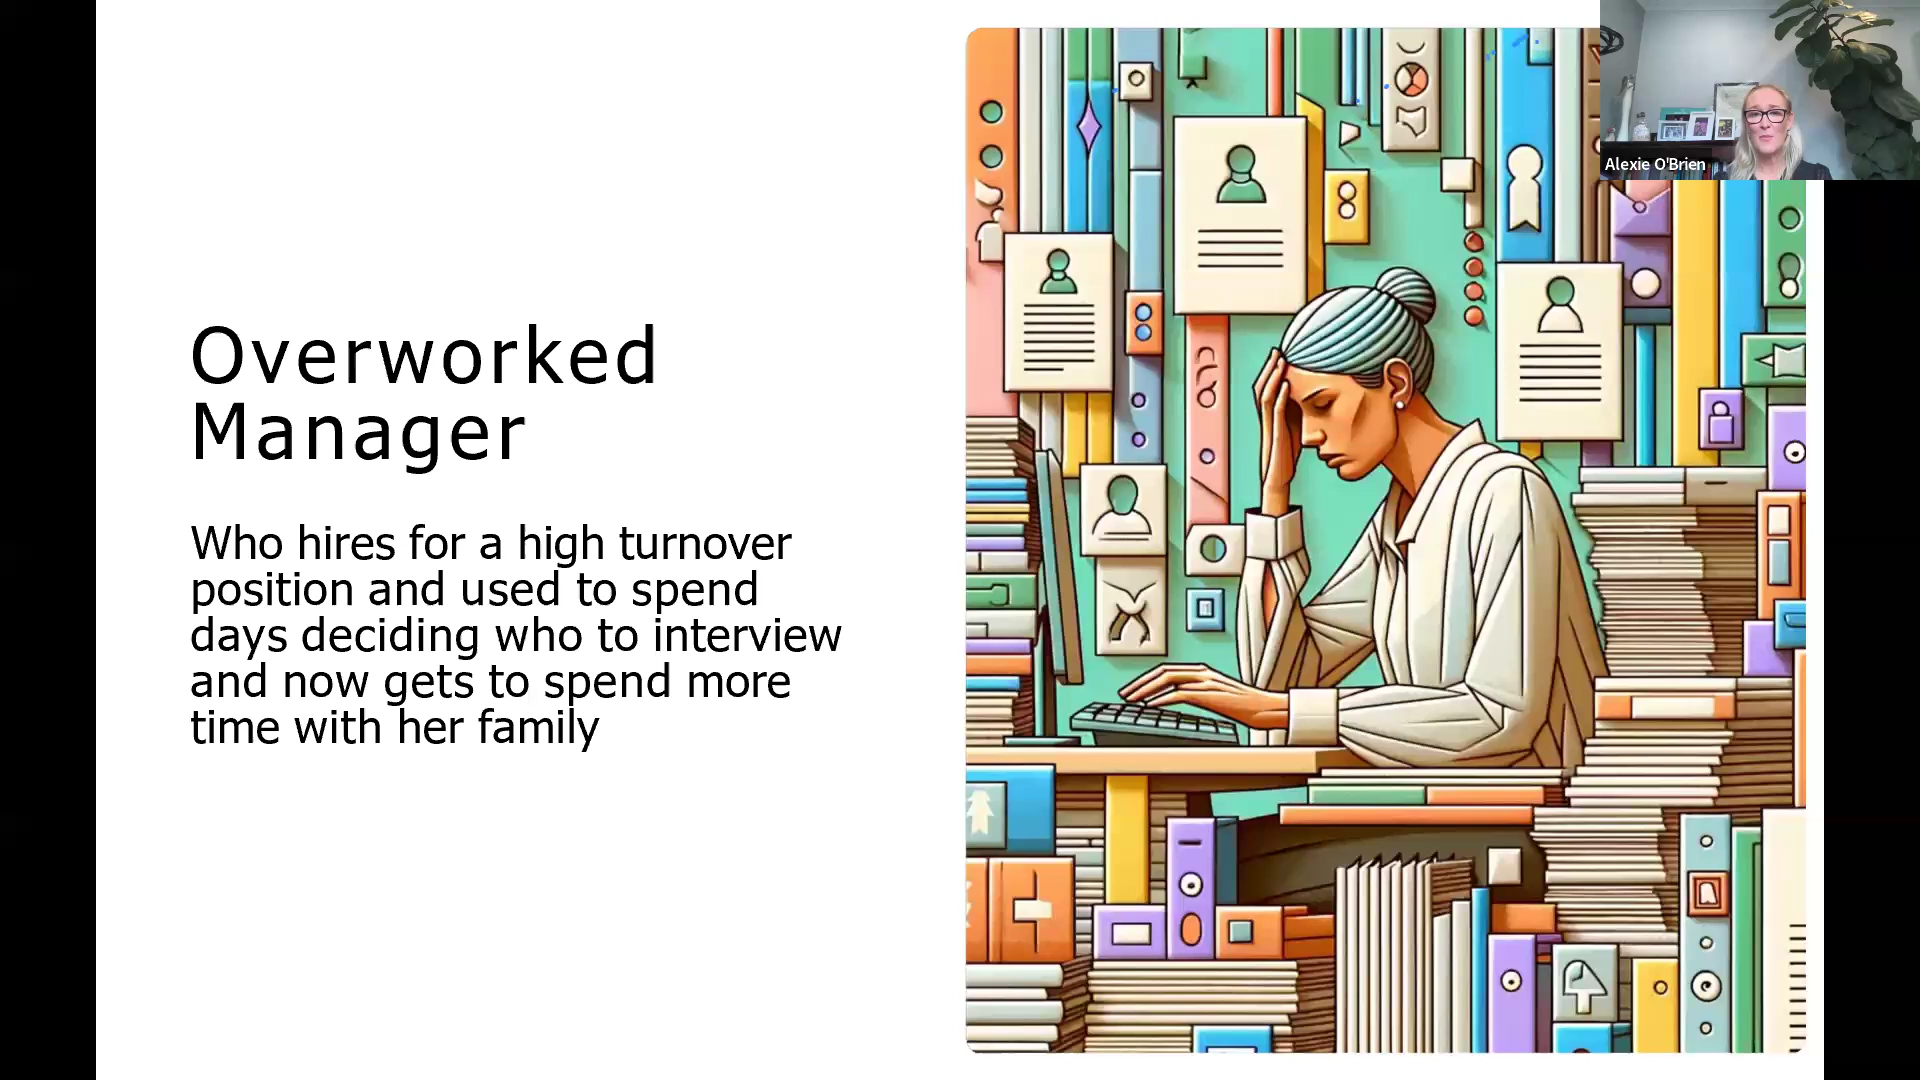 Overworked
Manager
Who hires for a high turnover
position and used to spend
days deciding who to interview
and now gets to spend more
time with her family
Alexie O'Brien